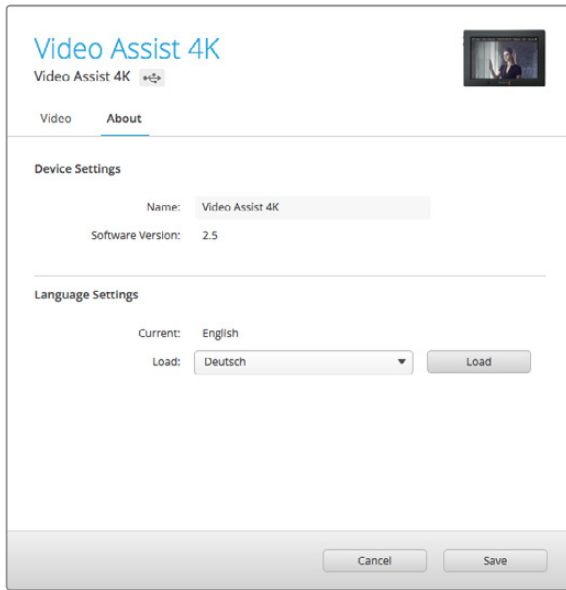 Video Assist 4K
Video Assist 4K
Video About
Device Settings
Name: Video Assist 4K
Software Version: 2.5
Language Settings
Current: English
Load: Deutsch Load
Cancel Save